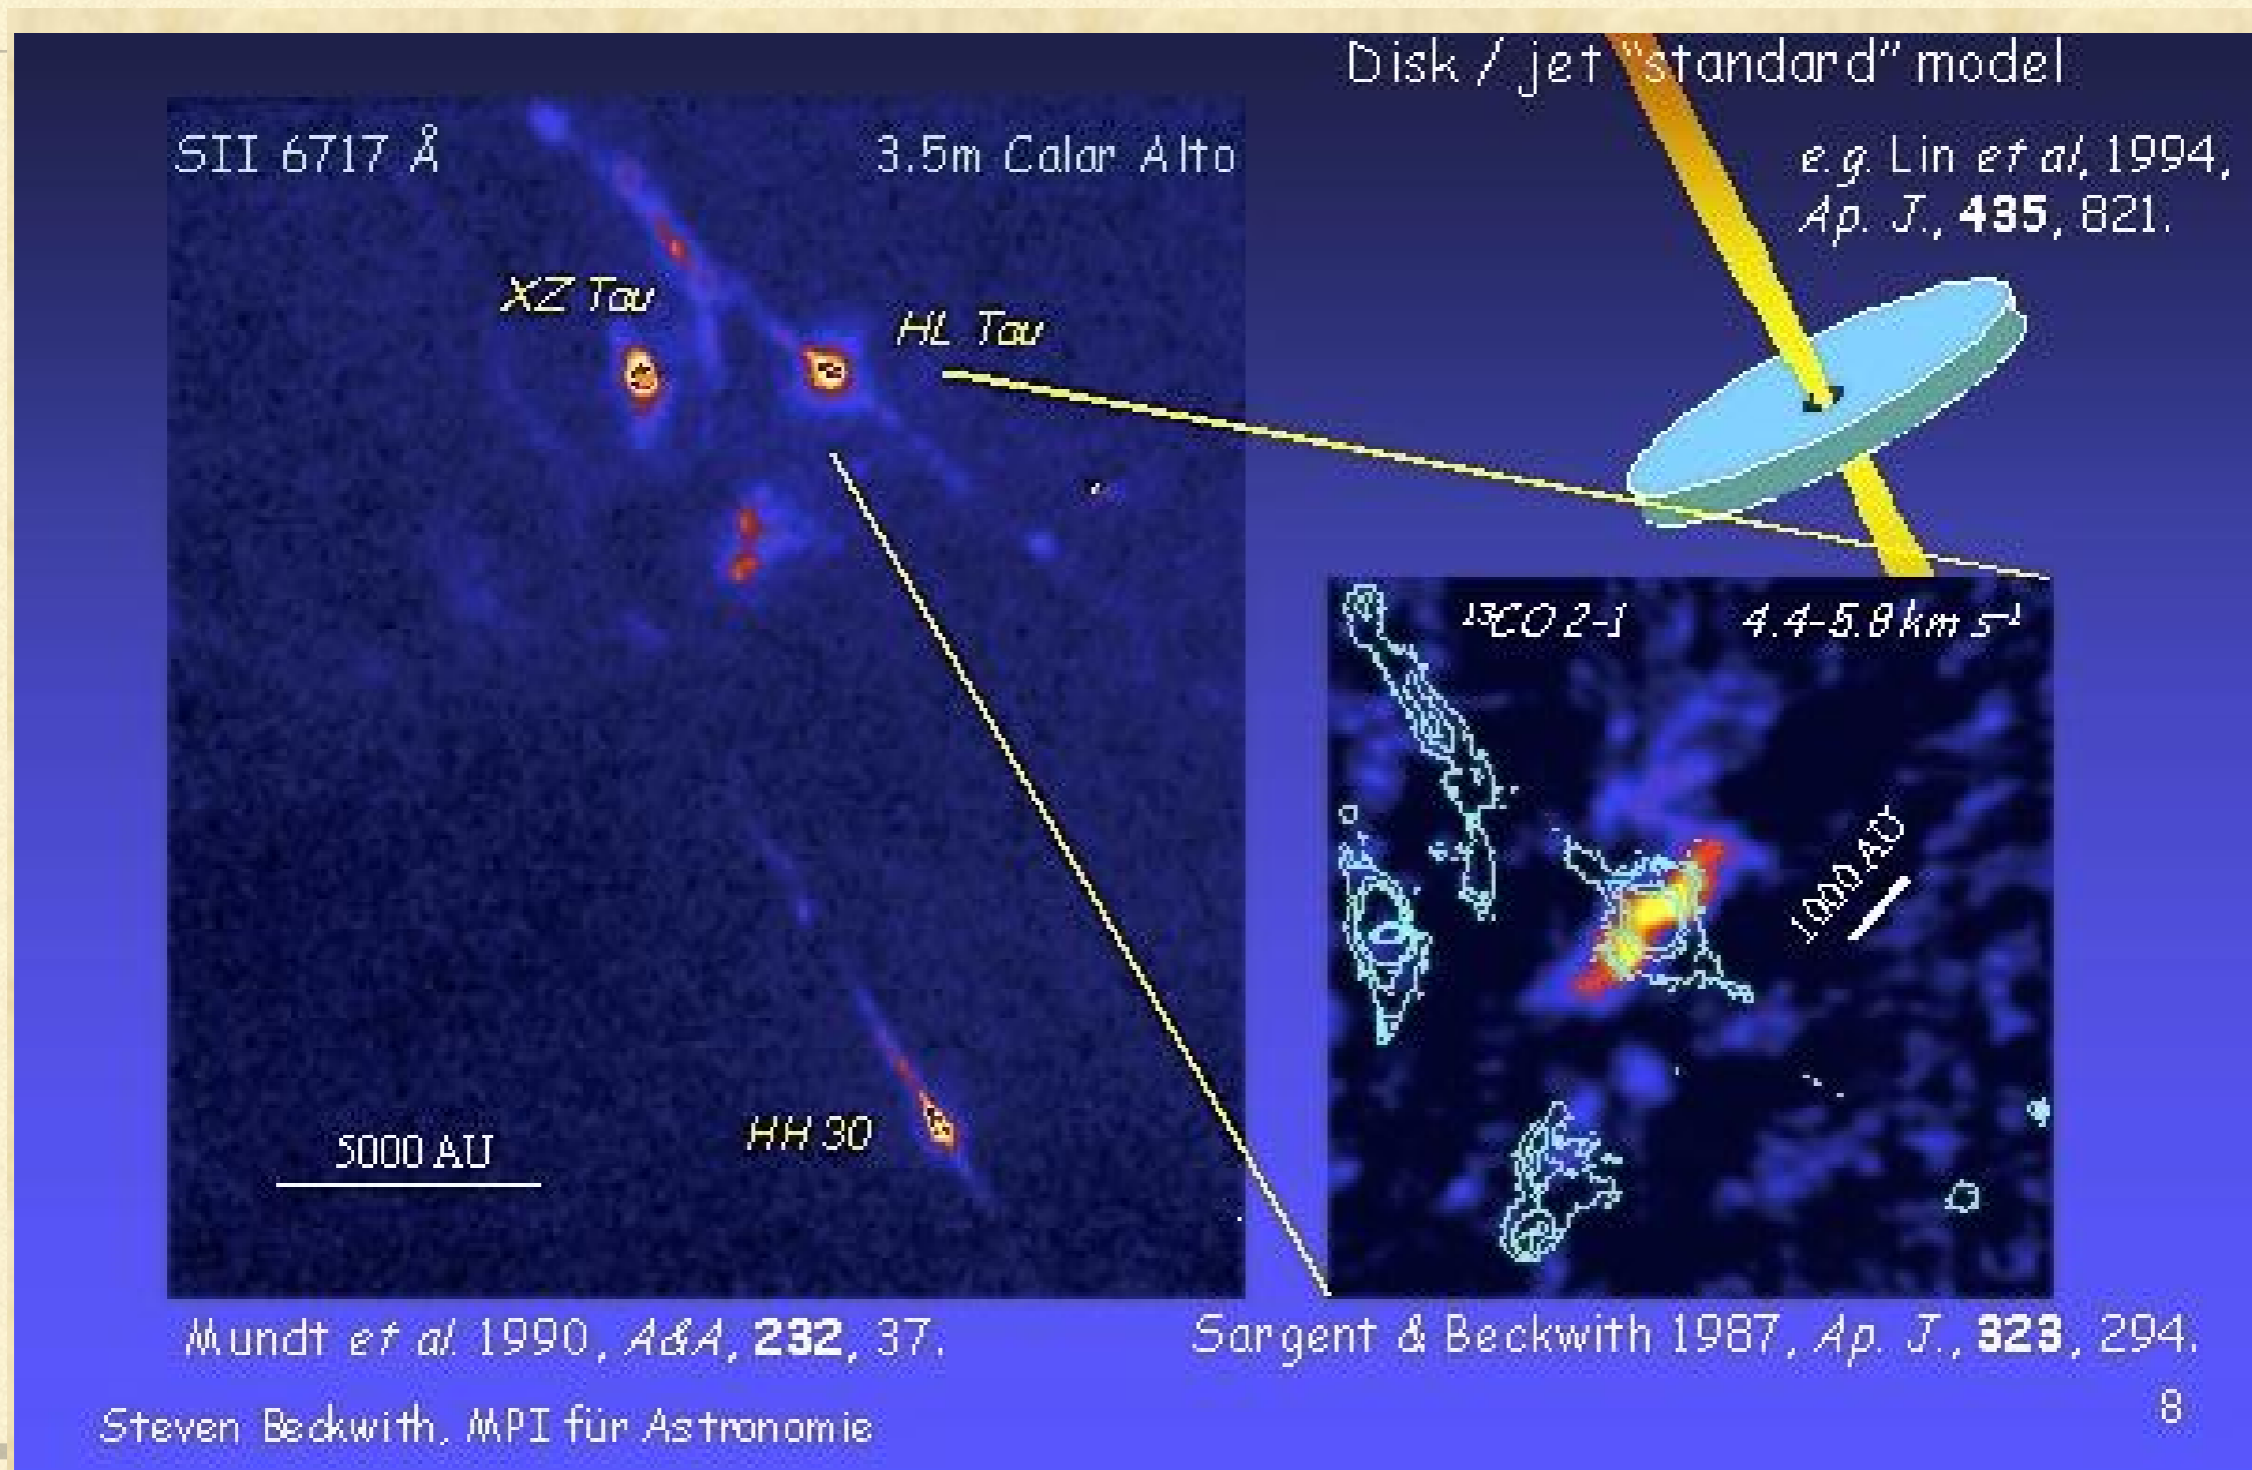 Disk / jet "standard" model
e.g. Lin et al, 1994,
Ap. J., 435, 821.
SII 6717 Å
3.5m Calar Alto
XZ Tau
HL Tau
HH 30
5000 AU
¹³CO 2-1
4.4-5.8 km s⁻¹
1000 AU
Mundt et al. 1990, A&A, 232, 37.
Sargent & Beckwith 1987, Ap. J., 323, 294.
Steven Beckwith, MPI für Astronomie
8